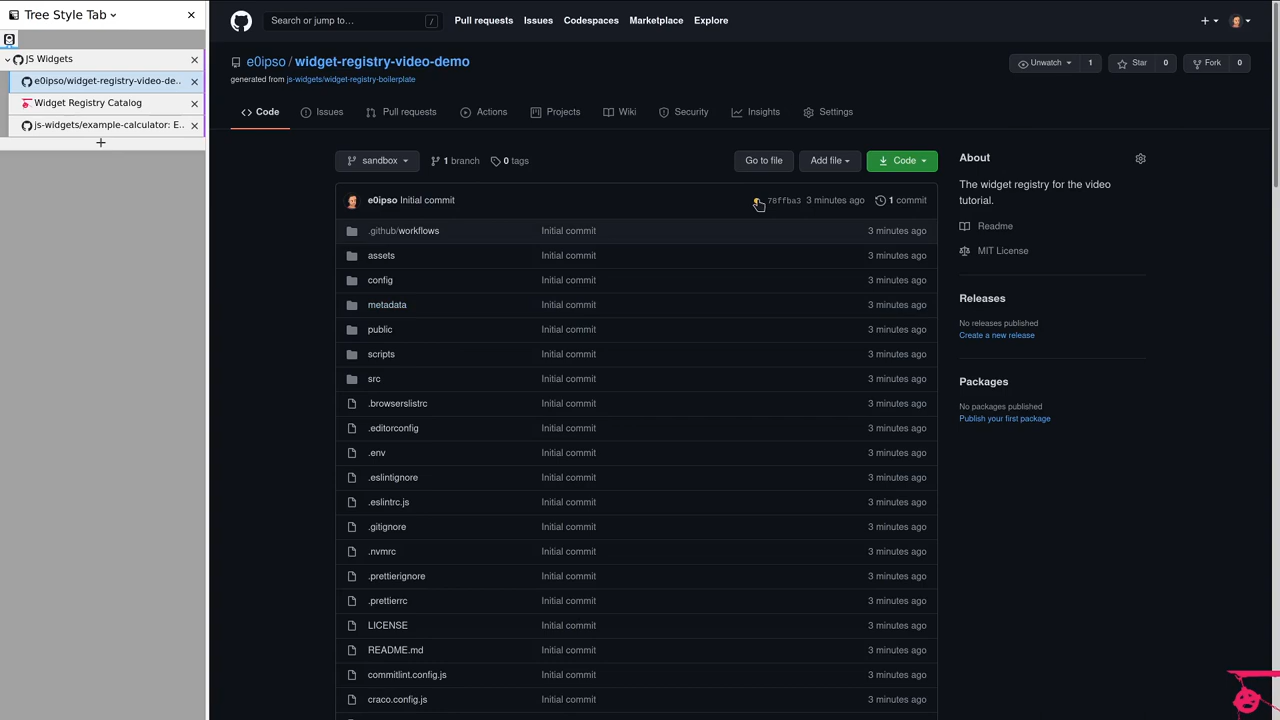 Tree Style Tab
JS Widgets
e0ipso/widget-registry-video-de..
Widget Registry Catalog
js-widgets/example-calculator: E..
Search or jump to…
/
Pull requests
Issues
Codespaces
Marketplace
Explore
e0ipso / widget-registry-video-demo
generated from js-widgets/widget-registry-boilerplate
Unwatch 1
Star 0
Fork 0
Code
Issues
Pull requests
Actions
Projects
Wiki
Security
Insights
Settings
sandbox
1 branch
0 tags
Go to file
Add file
Code
e0ipso Initial commit 78ffba3 3 minutes ago 1 commit
.github/workflows Initial commit 3 minutes ago
assets Initial commit 3 minutes ago
config Initial commit 3 minutes ago
metadata Initial commit 3 minutes ago
public Initial commit 3 minutes ago
scripts Initial commit 3 minutes ago
src Initial commit 3 minutes ago
.browserslistrc Initial commit 3 minutes ago
.editorconfig Initial commit 3 minutes ago
.env Initial commit 3 minutes ago
.eslintignore Initial commit 3 minutes ago
.eslintrc.js Initial commit 3 minutes ago
.gitignore Initial commit 3 minutes ago
.nvmrc Initial commit 3 minutes ago
.prettierignore Initial commit 3 minutes ago
.prettierrc Initial commit 3 minutes ago
LICENSE Initial commit 3 minutes ago
README.md Initial commit 3 minutes ago
commitlint.config.js Initial commit 3 minutes ago
craco.config.js Initial commit 3 minutes ago
About
The widget registry for the video
tutorial.
Readme
MIT License
Releases
No releases published
Create a new release
Packages
No packages published
Publish your first package